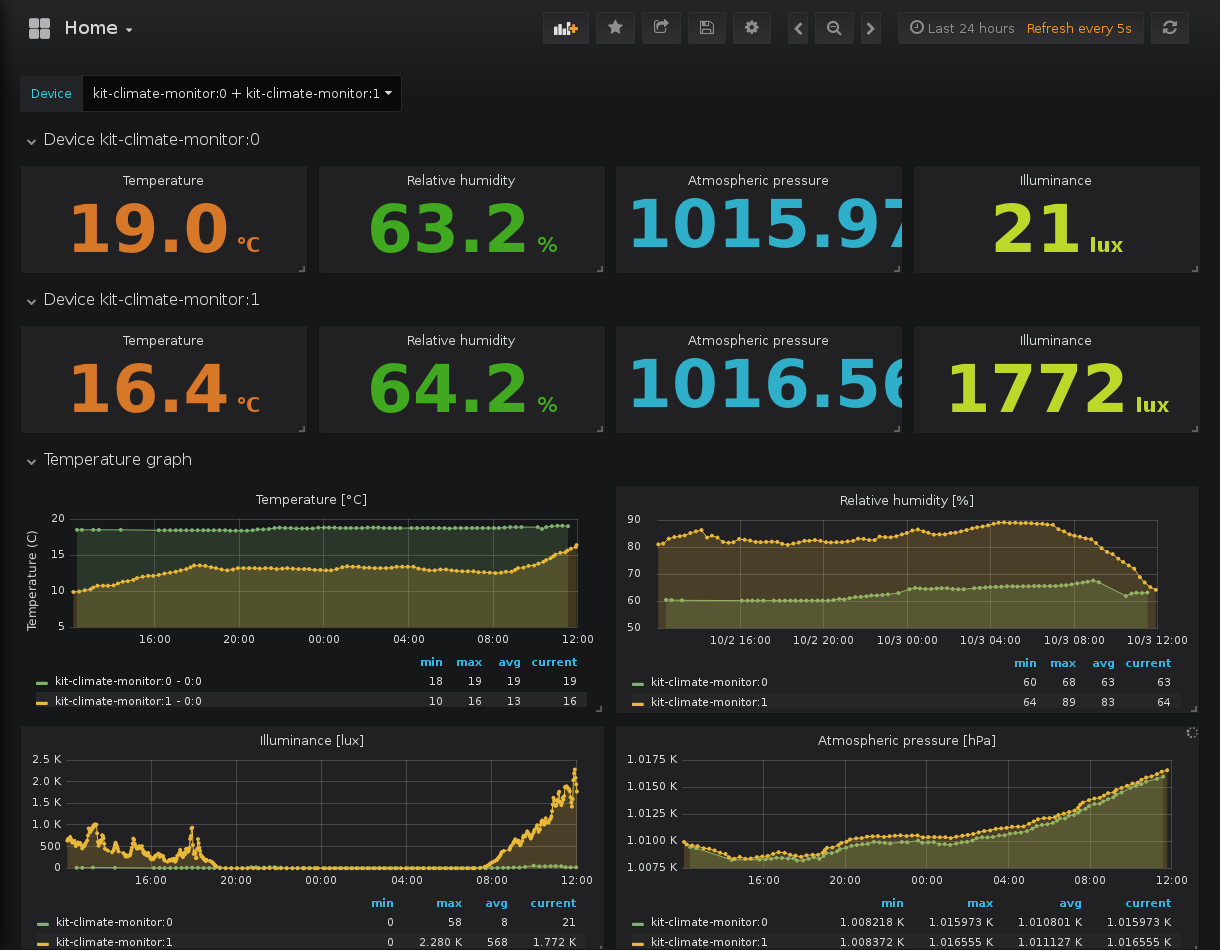 Home
Last 24 hours Refresh every 5s
Device kit-climate-monitor:0 + kit-climate-monitor:1
Device kit-climate-monitor:0
Temperature Relative humidity Atmospheric pressure Illuminance
19.0 °C 63.2 % 1015.97 21 lux
Device kit-climate-monitor:1
Temperature Relative humidity Atmospheric pressure Illuminance
16.4 °C 64.2 % 1016.56 1772 lux
Temperature graph
Temperature [°C]
Temperature (C)
20
15
10
5
16:00 20:00 00:00 04:00 08:00 12:00
min max avg current
kit-climate-monitor:0 - 0:0 18 19 19 19
kit-climate-monitor:1 - 0:0 10 16 13 16
Relative humidity [%]
90
80
70
60
50
10/2 16:00 10/2 20:00 10/3 00:00 10/3 04:00 10/3 08:00 10/3 12:00
min max avg current
kit-climate-monitor:0 60 68 63 63
kit-climate-monitor:1 64 89 83 64
Illuminance [lux]
2.5 K
2.0 K
1.5 K
1.0 K
500
0
16:00 20:00 00:00 04:00 08:00 12:00
min max avg current
kit-climate-monitor:0 0 58 8 21
kit-climate-monitor:1 0 2.280 K 568 1.772 K
Atmospheric pressure [hPa]
1.0175 K
1.0150 K
1.0125 K
1.0100 K
1.0075 K
16:00 20:00 00:00 04:00 08:00 12:00
min max avg current
kit-climate-monitor:0 1.008218 K 1.015973 K 1.010801 K 1.015973 K
kit-climate-monitor:1 1.008372 K 1.016555 K 1.011127 K 1.016555 K